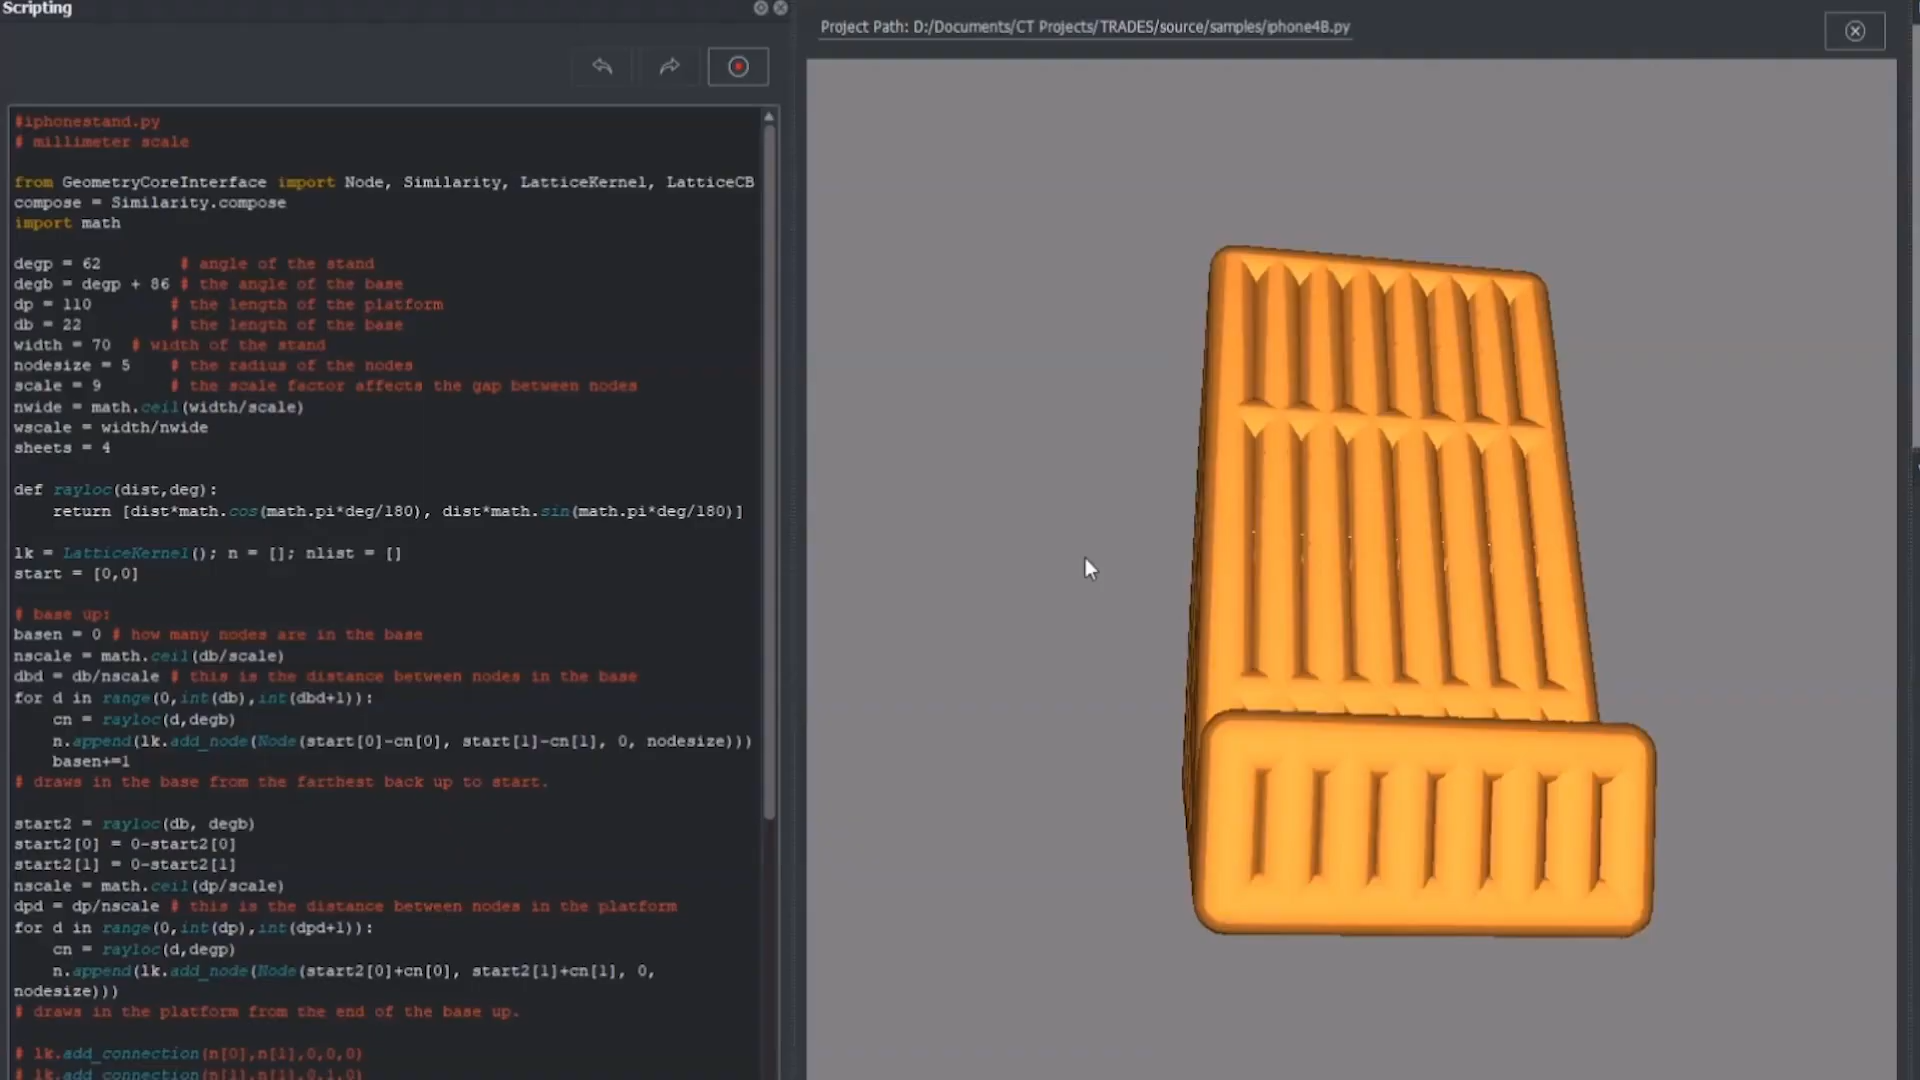 Scripting
Project Path: D:/Documents/CT Projects/TRADES/source/samples/iphone4B.py
#iphonestand.py
# millimeter scale
from GeometryCoreInterface import Node, Similarity, LatticeKernel, LatticeCB
compose = Similarity.compose
import math
degp = 62 # angle of the stand
degb = degp + 86 # the angle of the base
dp = 110 # the length of the platform
db = 22 # the length of the base
width = 70 # width of the stand
nodesize = 5 # the radius of the nodes
scale = 9 # the scale factor affects the gap between nodes
nwide = math.ceil(width/scale)
wscale = width/nwide
sheets = 4
def rayloc(dist,deg):
return [dist*math.cos(math.pi*deg/180), dist*math.sin(math.pi*deg/180)]
lk = LatticeKernel(); n = []; nlist = []
start = [0,0]
# base up:
basen = 0 # how many nodes are in the base
nscale = math.ceil(db/scale)
dbd = db/nscale # this is the distance between nodes in the base
for d in range(0,int(db),int(dbd+1)):
cn = rayloc(d,degb)
n.append(lk.add_node(Node(start[0]-cn[0], start[1]-cn[1], 0, nodesize)))
basen+=1
# draws in the base from the farthest back up to start.
start2 = rayloc(db, degb)
start2[0] = 0-start2[0]
start2[1] = 0-start2[1]
nscale = math.ceil(dp/scale)
dpd = dp/nscale # this is the distance between nodes in the platform
for d in range(0,int(dp),int(dpd+1)):
cn = rayloc(d,degp)
n.append(lk.add_node(Node(start2[0]+cn[0], start2[1]+cn[1], 0,
nodesize)))
# draws in the platform from the end of the base up.
# lk.add_connection(n[0],n[1],0,0,0)
# lk.add_connection(n[1],n[1],0,1,0)